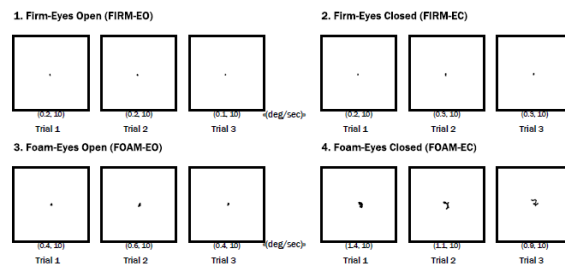 1. Firm-Eyes Open (FIRM-EO)
2. Firm-Eyes Closed (FIRM-EC)
(0.2, 10) (0.2, 10) (0.1, 10) (deg/sec) (0.2, 10) (0.3, 10) (0.3, 10)
Trial 1 Trial 2 Trial 3 Trial 1 Trial 2 Trial 3
3. Foam-Eyes Open (FOAM-EO)
4. Foam-Eyes Closed (FOAM-EC)
(0.4, 10) (0.6, 10) (0.4, 10) (deg/sec) (1.4, 10) (1.1, 10) (0.9, 10)
Trial 1 Trial 2 Trial 3 Trial 1 Trial 2 Trial 3